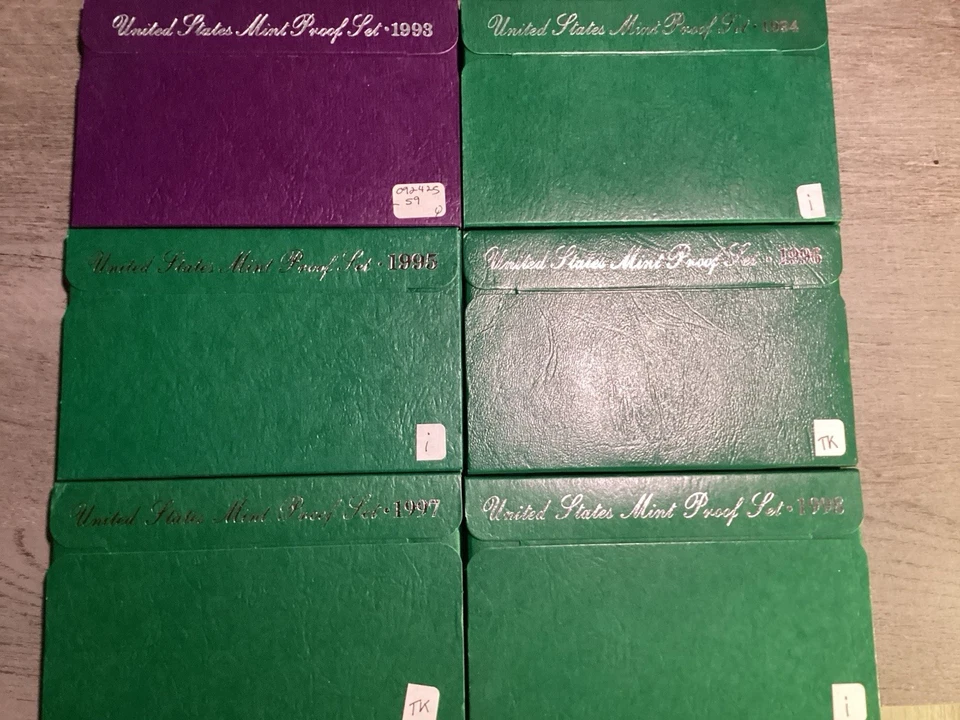 United States Mint Proof Set • 1993
092425
- 59
United States Mint Proof Set • 1994
i
United States Mint Proof Set • 1995
i
United States Mint Proof Set •
TK
United States Mint Proof Set • 1997
TK
United States Mint Proof Set • 1998
i